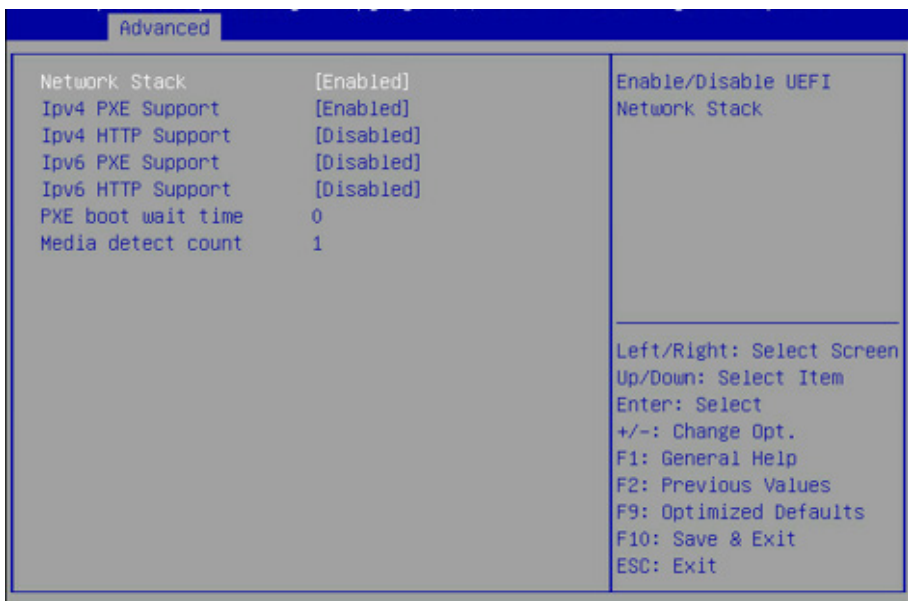 Advanced
Network Stack [Enabled]
Ipv4 PXE Support [Enabled]
Ipv4 HTTP Support [Disabled]
Ipv6 PXE Support [Disabled]
Ipv6 HTTP Support [Disabled]
PXE boot wait time 0
Media detect count 1
Enable/Disable UEFI
Network Stack
Left/Right: Select Screen
Up/Down: Select Item
Enter: Select
+/-: Change Opt.
F1: General Help
F2: Previous Values
F9: Optimized Defaults
F10: Save & Exit
ESC: Exit